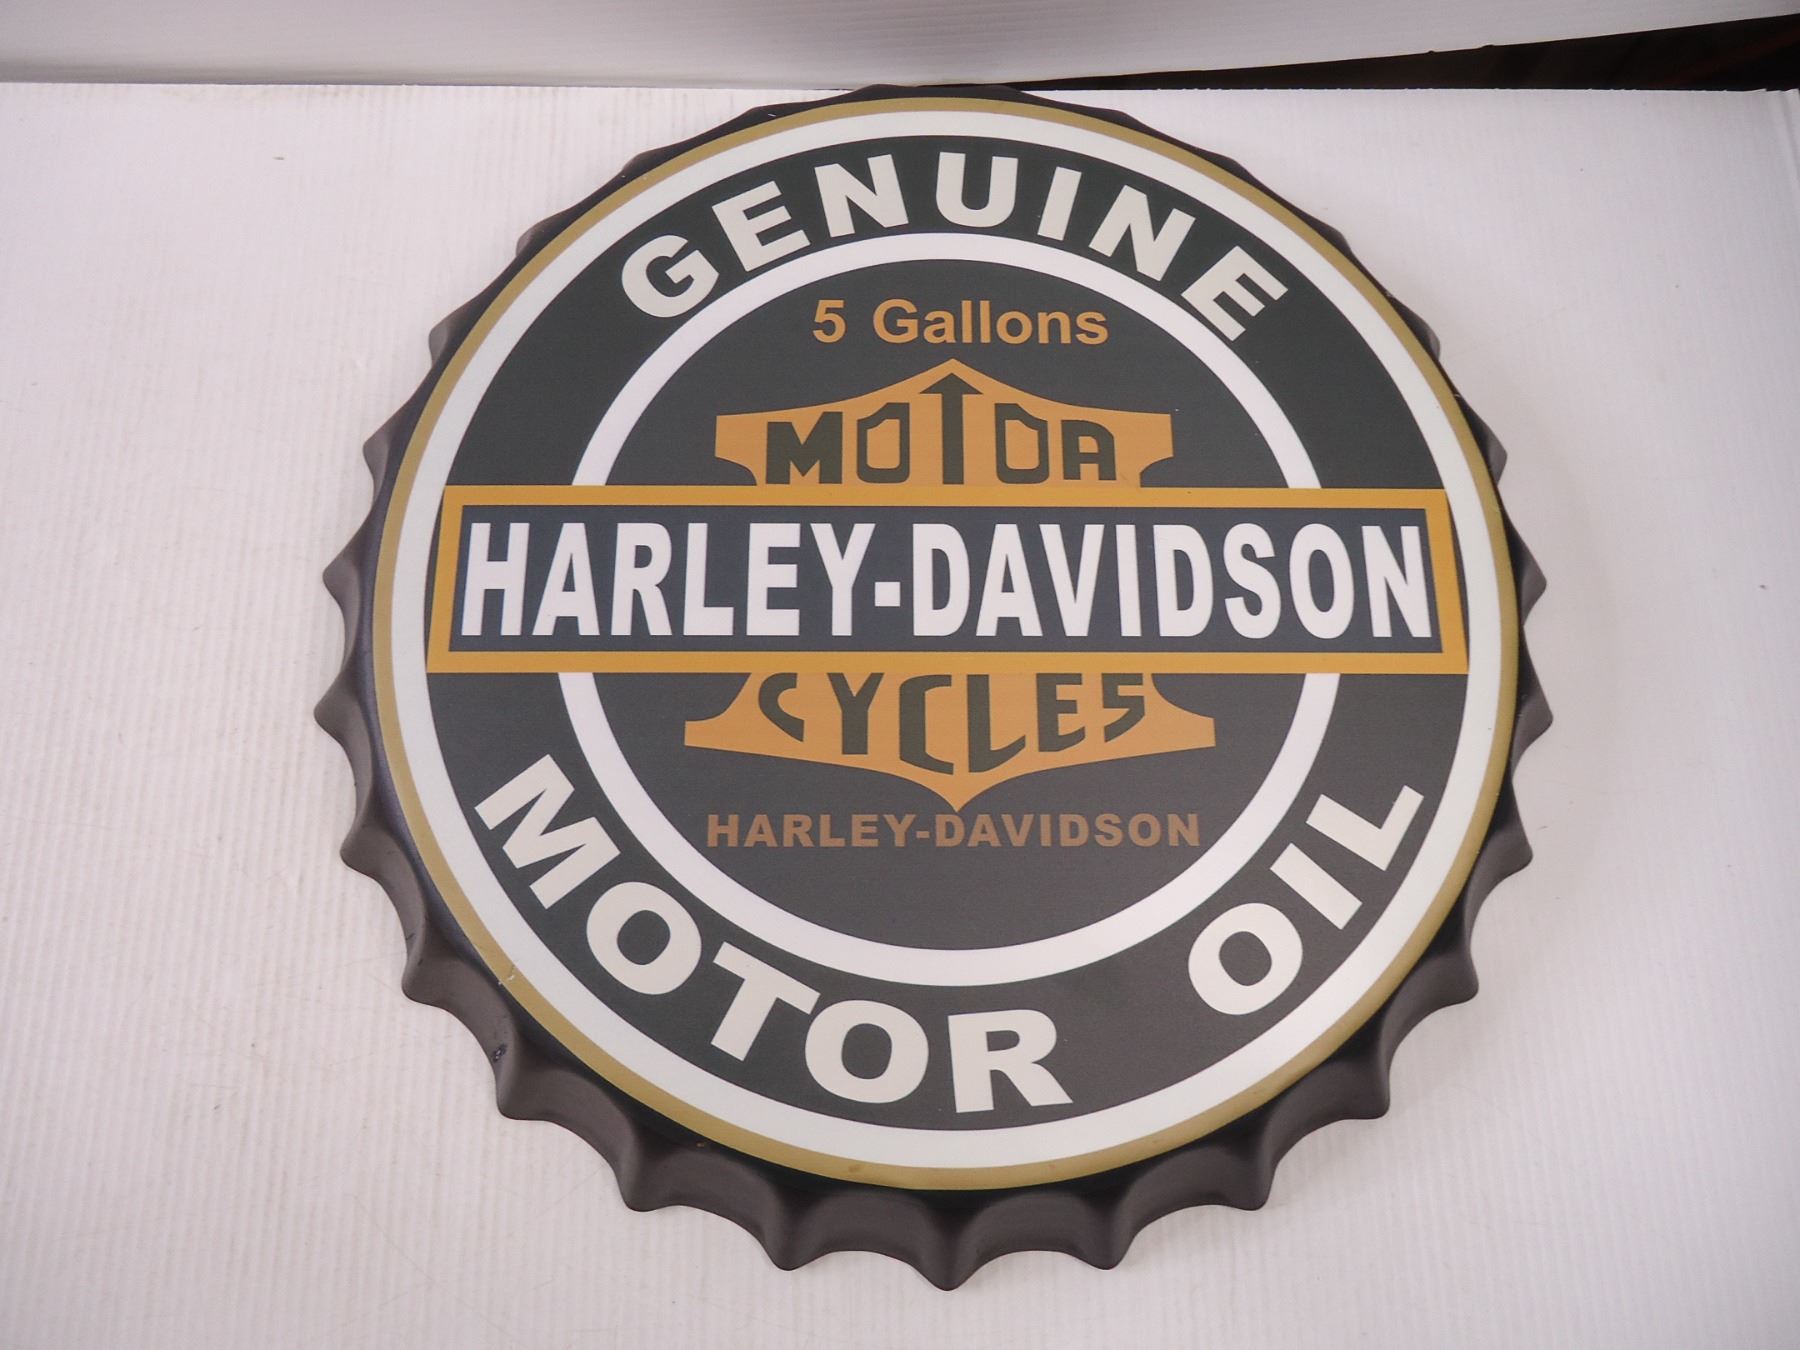 GENUINE
5 Gallons
MOTOR
HARLEY-DAVIDSON
CYCLES
HARLEY-DAVIDSON
MOTOR OIL